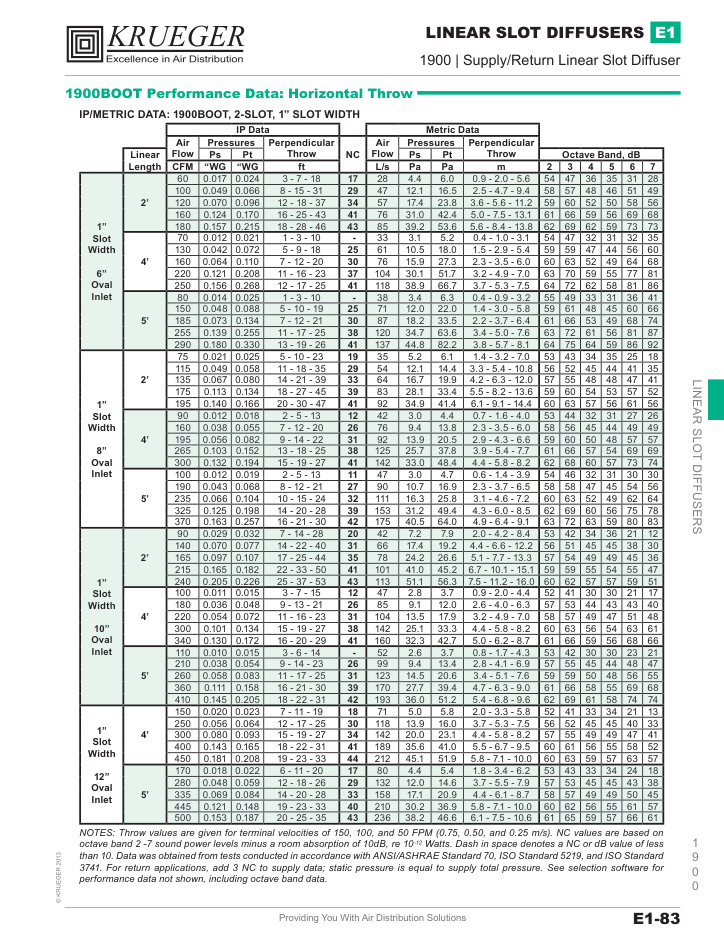 KRUEGER
Excellence in Air Distribution
LINEAR SLOT DIFFUSERS E1
1900 | Supply/Return Linear Slot Diffuser
1900BOOT Performance Data: Horizontal Throw
IP/METRIC DATA: 1900BOOT, 2-SLOT, 1” SLOT WIDTH
IP Data Metric Data
Linear Length Air Flow Pressures Perpendicular Throw NC Air Flow Pressures Perpendicular Throw Octave Band, dB
Ps Pt Ps Pt
CFM “WG “WG ft L/s Pa Pa m 2 3 4 5 6 7
1” Slot Width 6” Oval Inlet
2’
60 0.017 0.024 3 - 7 - 18 17 28 4.4 6.0 0.9 - 2.0 - 5.6 54 47 36 35 31 28
100 0.049 0.066 8 - 15 - 31 29 47 12.1 16.5 2.5 - 4.7 - 9.4 58 57 48 46 51 49
120 0.070 0.096 12 - 18 - 37 34 57 17.4 23.8 3.6 - 5.6 - 11.2 59 60 52 50 58 56
160 0.124 0.170 16 - 25 - 43 41 76 31.0 42.4 5.0 - 7.5 - 13.1 61 66 59 56 69 68
180 0.157 0.215 18 - 28 - 46 43 85 39.2 53.6 5.6 - 8.4 - 13.8 62 69 62 59 73 73
4’
70 0.012 0.021 1 - 3 - 10 - 33 3.1 5.2 0.4 - 1.0 - 3.1 54 47 32 31 32 35
130 0.042 0.072 5 - 9 - 18 25 61 10.5 18.0 1.5 - 2.9 - 5.4 59 59 47 44 56 60
160 0.064 0.110 7 - 12 - 20 30 76 15.9 27.3 2.3 - 3.5 - 6.0 60 63 52 49 64 68
220 0.121 0.208 11 - 16 - 23 37 104 30.1 51.7 3.2 - 4.9 - 7.0 63 70 59 55 77 81
250 0.156 0.268 12 - 17 - 25 41 118 38.9 66.7 3.7 - 5.3 - 7.5 64 72 62 58 81 86
5’
80 0.014 0.025 1 - 3 - 10 - 38 3.4 6.3 0.4 - 0.9 - 3.2 55 49 33 31 36 41
150 0.048 0.088 5 - 10 - 19 25 71 12.0 22.0 1.4 - 3.0 - 5.8 59 61 48 45 60 66
185 0.073 0.134 7 - 12 - 21 30 87 18.2 33.5 2.2 - 3.7 - 6.4 61 66 53 49 68 74
255 0.139 0.255 11 - 17 - 25 38 120 34.7 63.6 3.4 - 5.0 - 7.6 63 72 61 56 81 87
290 0.180 0.330 13 - 19 - 26 41 137 44.8 82.2 3.8 - 5.7 - 8.1 64 75 64 59 86 92
1” Slot Width 8” Oval Inlet
2’
75 0.021 0.025 5 - 10 - 23 19 35 5.2 6.1 1.4 - 3.2 - 7.0 53 43 34 35 25 18
115 0.049 0.058 11 - 18 - 35 29 54 12.1 14.4 3.3 - 5.4 - 10.8 56 52 45 44 41 35
135 0.067 0.080 14 - 21 - 39 33 64 16.7 19.9 4.2 - 6.3 - 12.0 57 55 48 48 47 41
175 0.113 0.134 18 - 27 - 45 39 83 28.1 33.4 5.5 - 8.2 - 13.6 59 60 54 53 57 52
195 0.140 0.166 20 - 30 - 47 41 92 34.9 41.4 6.1 - 9.1 - 14.4 60 63 57 56 61 56
4’
90 0.012 0.018 2 - 5 - 13 12 42 3.0 4.4 0.7 - 1.6 - 4.0 53 44 32 31 27 26
160 0.038 0.055 7 - 12 - 20 26 76 9.4 13.8 2.3 - 3.5 - 6.0 58 56 45 44 49 49
195 0.056 0.082 9 - 14 - 22 31 92 13.9 20.5 2.9 - 4.3 - 6.6 59 60 50 48 57 57
265 0.103 0.152 13 - 18 - 25 38 125 25.7 37.8 3.9 - 5.4 - 7.7 61 66 57 54 69 69
300 0.132 0.194 15 - 19 - 27 41 142 33.0 48.4 4.4 - 5.8 - 8.2 62 68 60 57 73 74
5’
100 0.012 0.019 2 - 5 - 13 11 47 3.0 4.7 0.6 - 1.4 - 3.9 54 46 32 31 30 30
190 0.043 0.068 8 - 12 - 21 27 90 10.7 16.9 2.3 - 3.7 - 6.5 58 58 47 45 54 56
235 0.066 0.104 10 - 15 - 24 32 111 16.3 25.8 3.1 - 4.6 - 7.2 60 63 52 49 62 64
325 0.125 0.198 14 - 20 - 28 39 153 31.2 49.4 4.3 - 6.0 - 8.5 62 69 60 56 75 78
370 0.163 0.257 16 - 21 - 30 42 175 40.5 64.0 4.9 - 6.4 - 9.1 63 72 63 59 80 83
1” Slot Width 10” Oval Inlet
2’
90 0.029 0.032 7 - 14 - 28 20 42 7.2 7.9 2.0 - 4.2 - 8.4 53 42 34 36 21 12
140 0.070 0.077 14 - 22 - 40 31 66 17.4 19.2 4.4 - 6.6 - 12.2 56 51 45 45 38 30
165 0.097 0.107 17 - 25 - 44 35 78 24.2 26.6 5.1 - 7.7 - 13.3 57 54 49 49 45 36
215 0.165 0.182 22 - 33 - 50 41 101 41.0 45.2 6.7 - 10.1 - 15.1 59 59 55 54 55 47
240 0.205 0.226 25 - 37 - 53 43 113 51.1 56.3 7.5 - 11.2 - 16.0 60 62 57 57 59 51
4’
100 0.011 0.015 3 - 7 - 15 12 47 2.8 3.7 0.9 - 2.0 - 4.4 52 41 30 30 21 17
180 0.036 0.048 9 - 13 - 21 26 85 9.1 12.0 2.6 - 4.0 - 6.3 57 53 44 43 43 40
220 0.054 0.072 11 - 16 - 23 31 104 13.5 17.9 3.2 - 4.9 - 7.0 58 57 49 47 51 48
300 0.101 0.134 15 - 19 - 27 38 142 25.1 33.3 4.4 - 5.8 - 8.2 60 63 56 54 63 61
340 0.130 0.172 16 - 20 - 29 41 160 32.3 42.7 5.0 - 6.2 - 8.7 61 66 59 56 68 66
5’
110 0.010 0.015 3 - 6 - 14 - 52 2.6 3.7 0.8 - 1.7 - 4.3 53 42 30 30 23 21
210 0.038 0.054 9 - 14 - 23 26 99 9.4 13.4 2.8 - 4.1 - 6.9 57 55 45 44 48 47
260 0.058 0.083 11 - 17 - 25 31 123 14.5 20.6 3.4 - 5.1 - 7.6 59 59 50 48 56 55
360 0.111 0.158 16 - 21 - 30 39 170 27.7 39.4 4.7 - 6.3 - 9.0 61 66 58 55 69 68
410 0.145 0.205 18 - 22 - 31 42 193 36.0 51.2 5.4 - 6.8 - 9.6 62 69 61 58 74 74
1” Slot Width 12” Oval Inlet
4’
150 0.020 0.023 7 - 11 - 19 18 71 5.0 5.8 2.0 - 3.3 - 5.8 52 41 33 34 21 13
250 0.056 0.064 12 - 17 - 25 30 118 13.9 16.0 3.7 - 5.3 - 7.5 56 52 45 45 40 33
300 0.080 0.093 15 - 19 - 27 34 142 20.0 23.1 4.4 - 5.8 - 8.2 57 55 49 49 47 41
400 0.143 0.165 18 - 22 - 31 41 189 35.6 41.0 5.5 - 6.7 - 9.5 60 61 56 55 58 52
450 0.181 0.208 19 - 23 - 33 44 212 45.1 51.9 5.8 - 7.1 - 10.0 60 63 59 57 63 57
5’
170 0.018 0.022 6 - 11 - 20 17 80 4.4 5.4 1.8 - 3.4 - 6.2 53 43 33 34 24 18
280 0.048 0.059 12 - 18 - 26 29 132 12.0 14.6 3.7 - 5.5 - 7.9 57 53 45 45 43 38
335 0.069 0.084 14 - 20 - 28 33 158 17.1 20.9 4.4 - 6.1 - 8.7 58 57 49 49 50 45
445 0.121 0.148 19 - 23 - 33 40 210 30.2 36.9 5.8 - 7.1 - 10.0 60 62 56 55 61 57
500 0.153 0.187 20 - 25 - 35 43 236 38.2 46.6 6.1 - 7.5 - 10.6 61 65 59 57 66 61
NOTES: Throw values are given for terminal velocities of 150, 100, and 50 FPM (0.75, 0.50, and 0.25 m/s). NC values are based on
octave band 2 -7 sound power levels minus a room absorption of 10dB, re 10⁻¹² Watts. Dash in space denotes a NC or dB value of less
than 10. Data was obtained from tests conducted in accordance with ANSI/ASHRAE Standard 70, ISO Standard 5219, and ISO Standard
3741. For return applications, add 3 NC to supply data; static pressure is equal to supply total pressure. See selection software for
performance data not shown, including octave band data.
LINEAR SLOT DIFFUSERS
1900
© KRUEGER 2013
Providing You With Air Distribution Solutions
E1-83